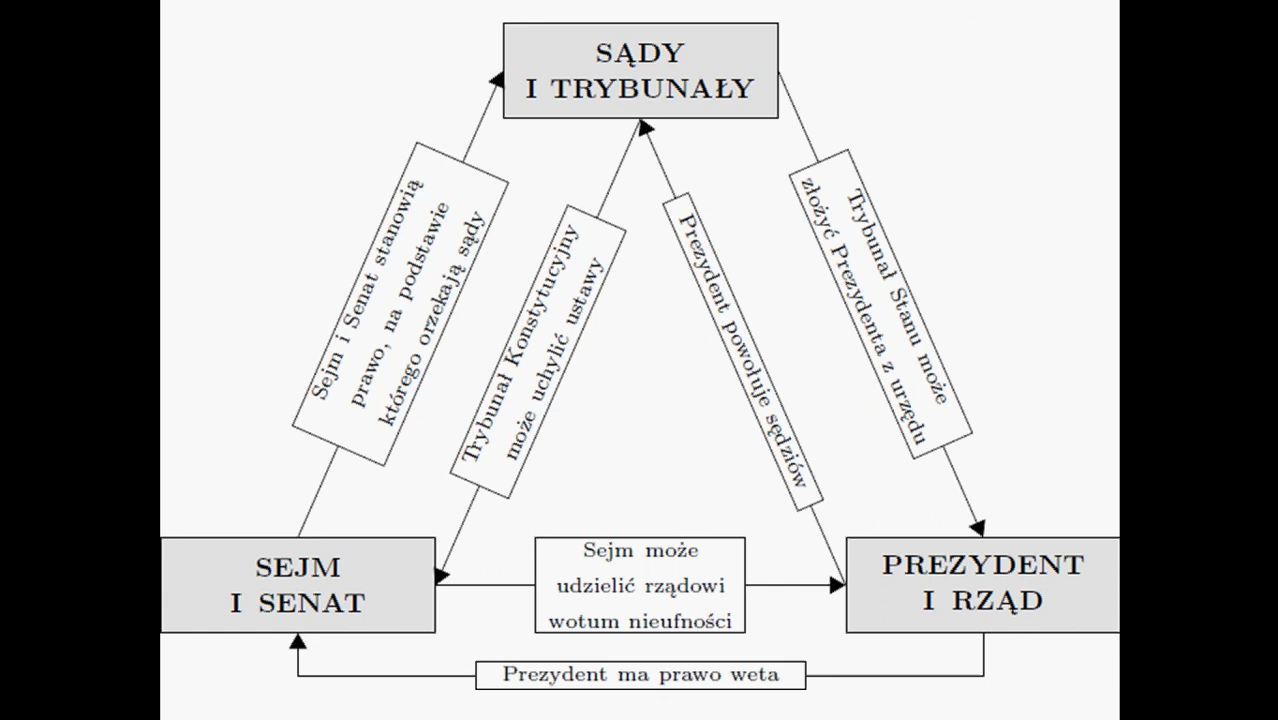 SĄDY
I TRYBUNAŁY
Sejm i Senat stanowią
prawo, na podstawie
którego orzekają sądy
Trybunał Konstytucyjny
może uchylić ustawy
Prezydent powołuje sędziów
Trybunał Stanu może
złożyć Prezydenta z urzędu
SEJM
I SENAT
Sejm może
udzielić rządowi
wotum nieufności
PREZYDENT
I RZĄD
Prezydent ma prawo weta